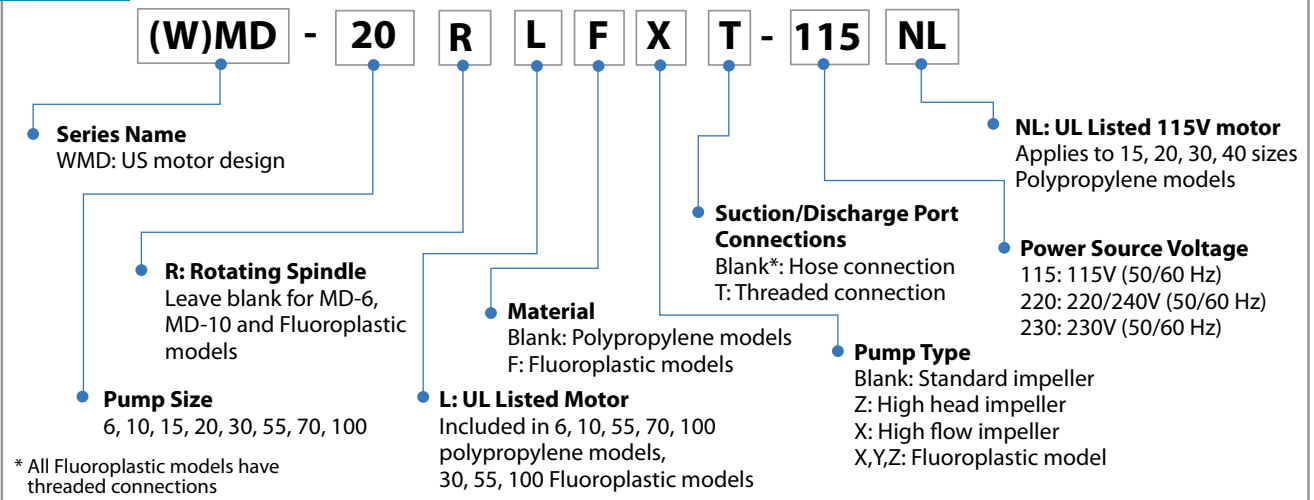 (W)MD - 20 R L F X T - 115 NL
Series Name
WMD: US motor design
NL: UL Listed 115V motor
Applies to 15, 20, 30, 40 sizes
Polypropylene models
Suction/Discharge Port
Connections
Blank*: Hose connection
T: Threaded connection
Power Source Voltage
115: 115V (50/60 Hz)
220: 220/240V (50/60 Hz)
230: 230V (50/60 Hz)
R: Rotating Spindle
Leave blank for MD-6,
MD-10 and Fluoroplastic
models
Material
Blank: Polypropylene models
F: Fluoroplastic models
Pump Type
Blank: Standard impeller
Z: High head impeller
X: High flow impeller
X,Y,Z: Fluoroplastic model
Pump Size
6, 10, 15, 20, 30, 55, 70, 100
L: UL Listed Motor
Included in 6, 10, 55, 70, 100
polypropylene models,
30, 55, 100 Fluoroplastic models
* All Fluoroplastic models have
threaded connections